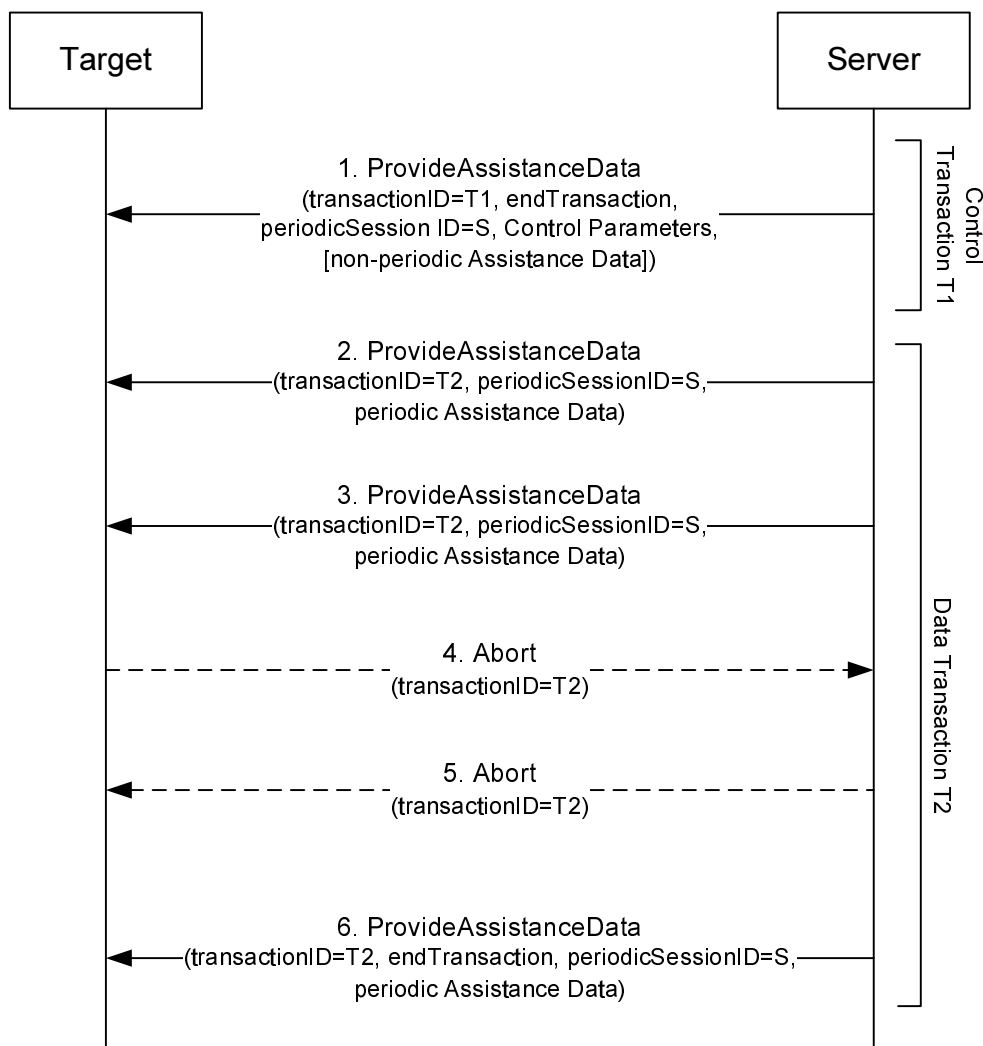 Target
Server
1. ProvideAssistanceData
(transactionID=T1, endTransaction,
periodicSession ID=S, Control Parameters,
[non-periodic Assistance Data])
Control
Transaction T1
2. ProvideAssistanceData
(transactionID=T2, periodicSessionID=S,
periodic Assistance Data)
3. ProvideAssistanceData
(transactionID=T2, periodicSessionID=S,
periodic Assistance Data)
Data Transaction T2
4. Abort
(transactionID=T2)
5. Abort
(transactionID=T2)
6. ProvideAssistanceData
(transactionID=T2, endTransaction, periodicSessionID=S,
periodic Assistance Data)